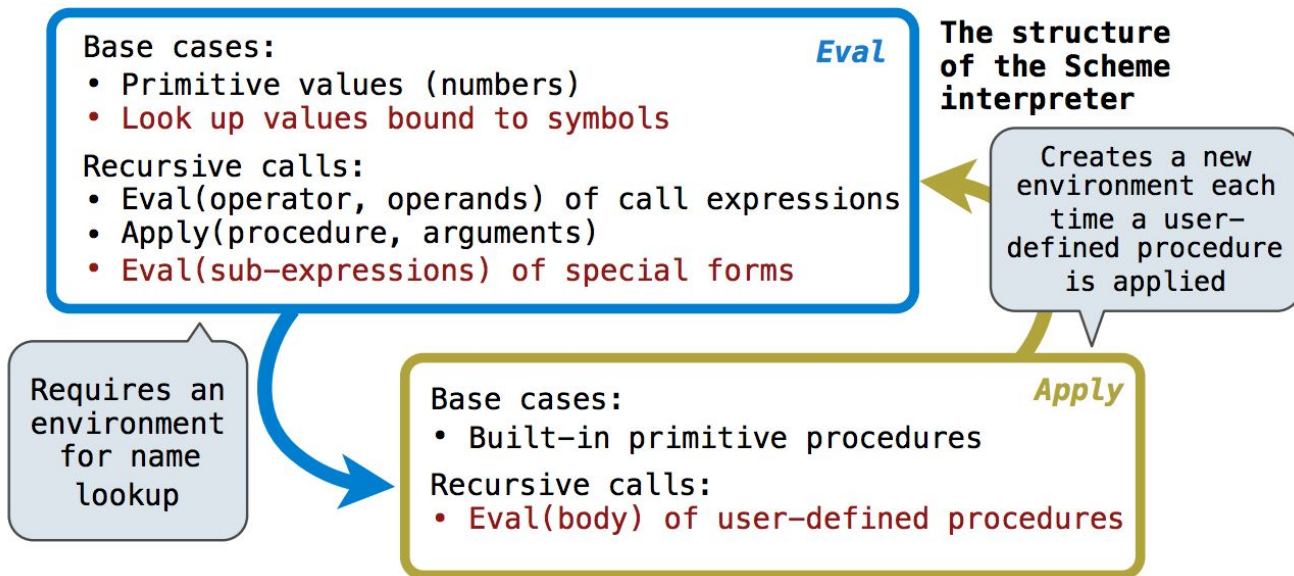 The structure
of the Scheme
interpreter
Eval
Base cases:
• Primitive values (numbers)
• Look up values bound to symbols
Recursive calls:
• Eval(operator, operands) of call expressions
• Apply(procedure, arguments)
• Eval(sub-expressions) of special forms
Creates a new
environment each
time a user-
defined procedure
is applied
Requires an
environment
for name
lookup
Apply
Base cases:
• Built-in primitive procedures
Recursive calls:
• Eval(body) of user-defined procedures